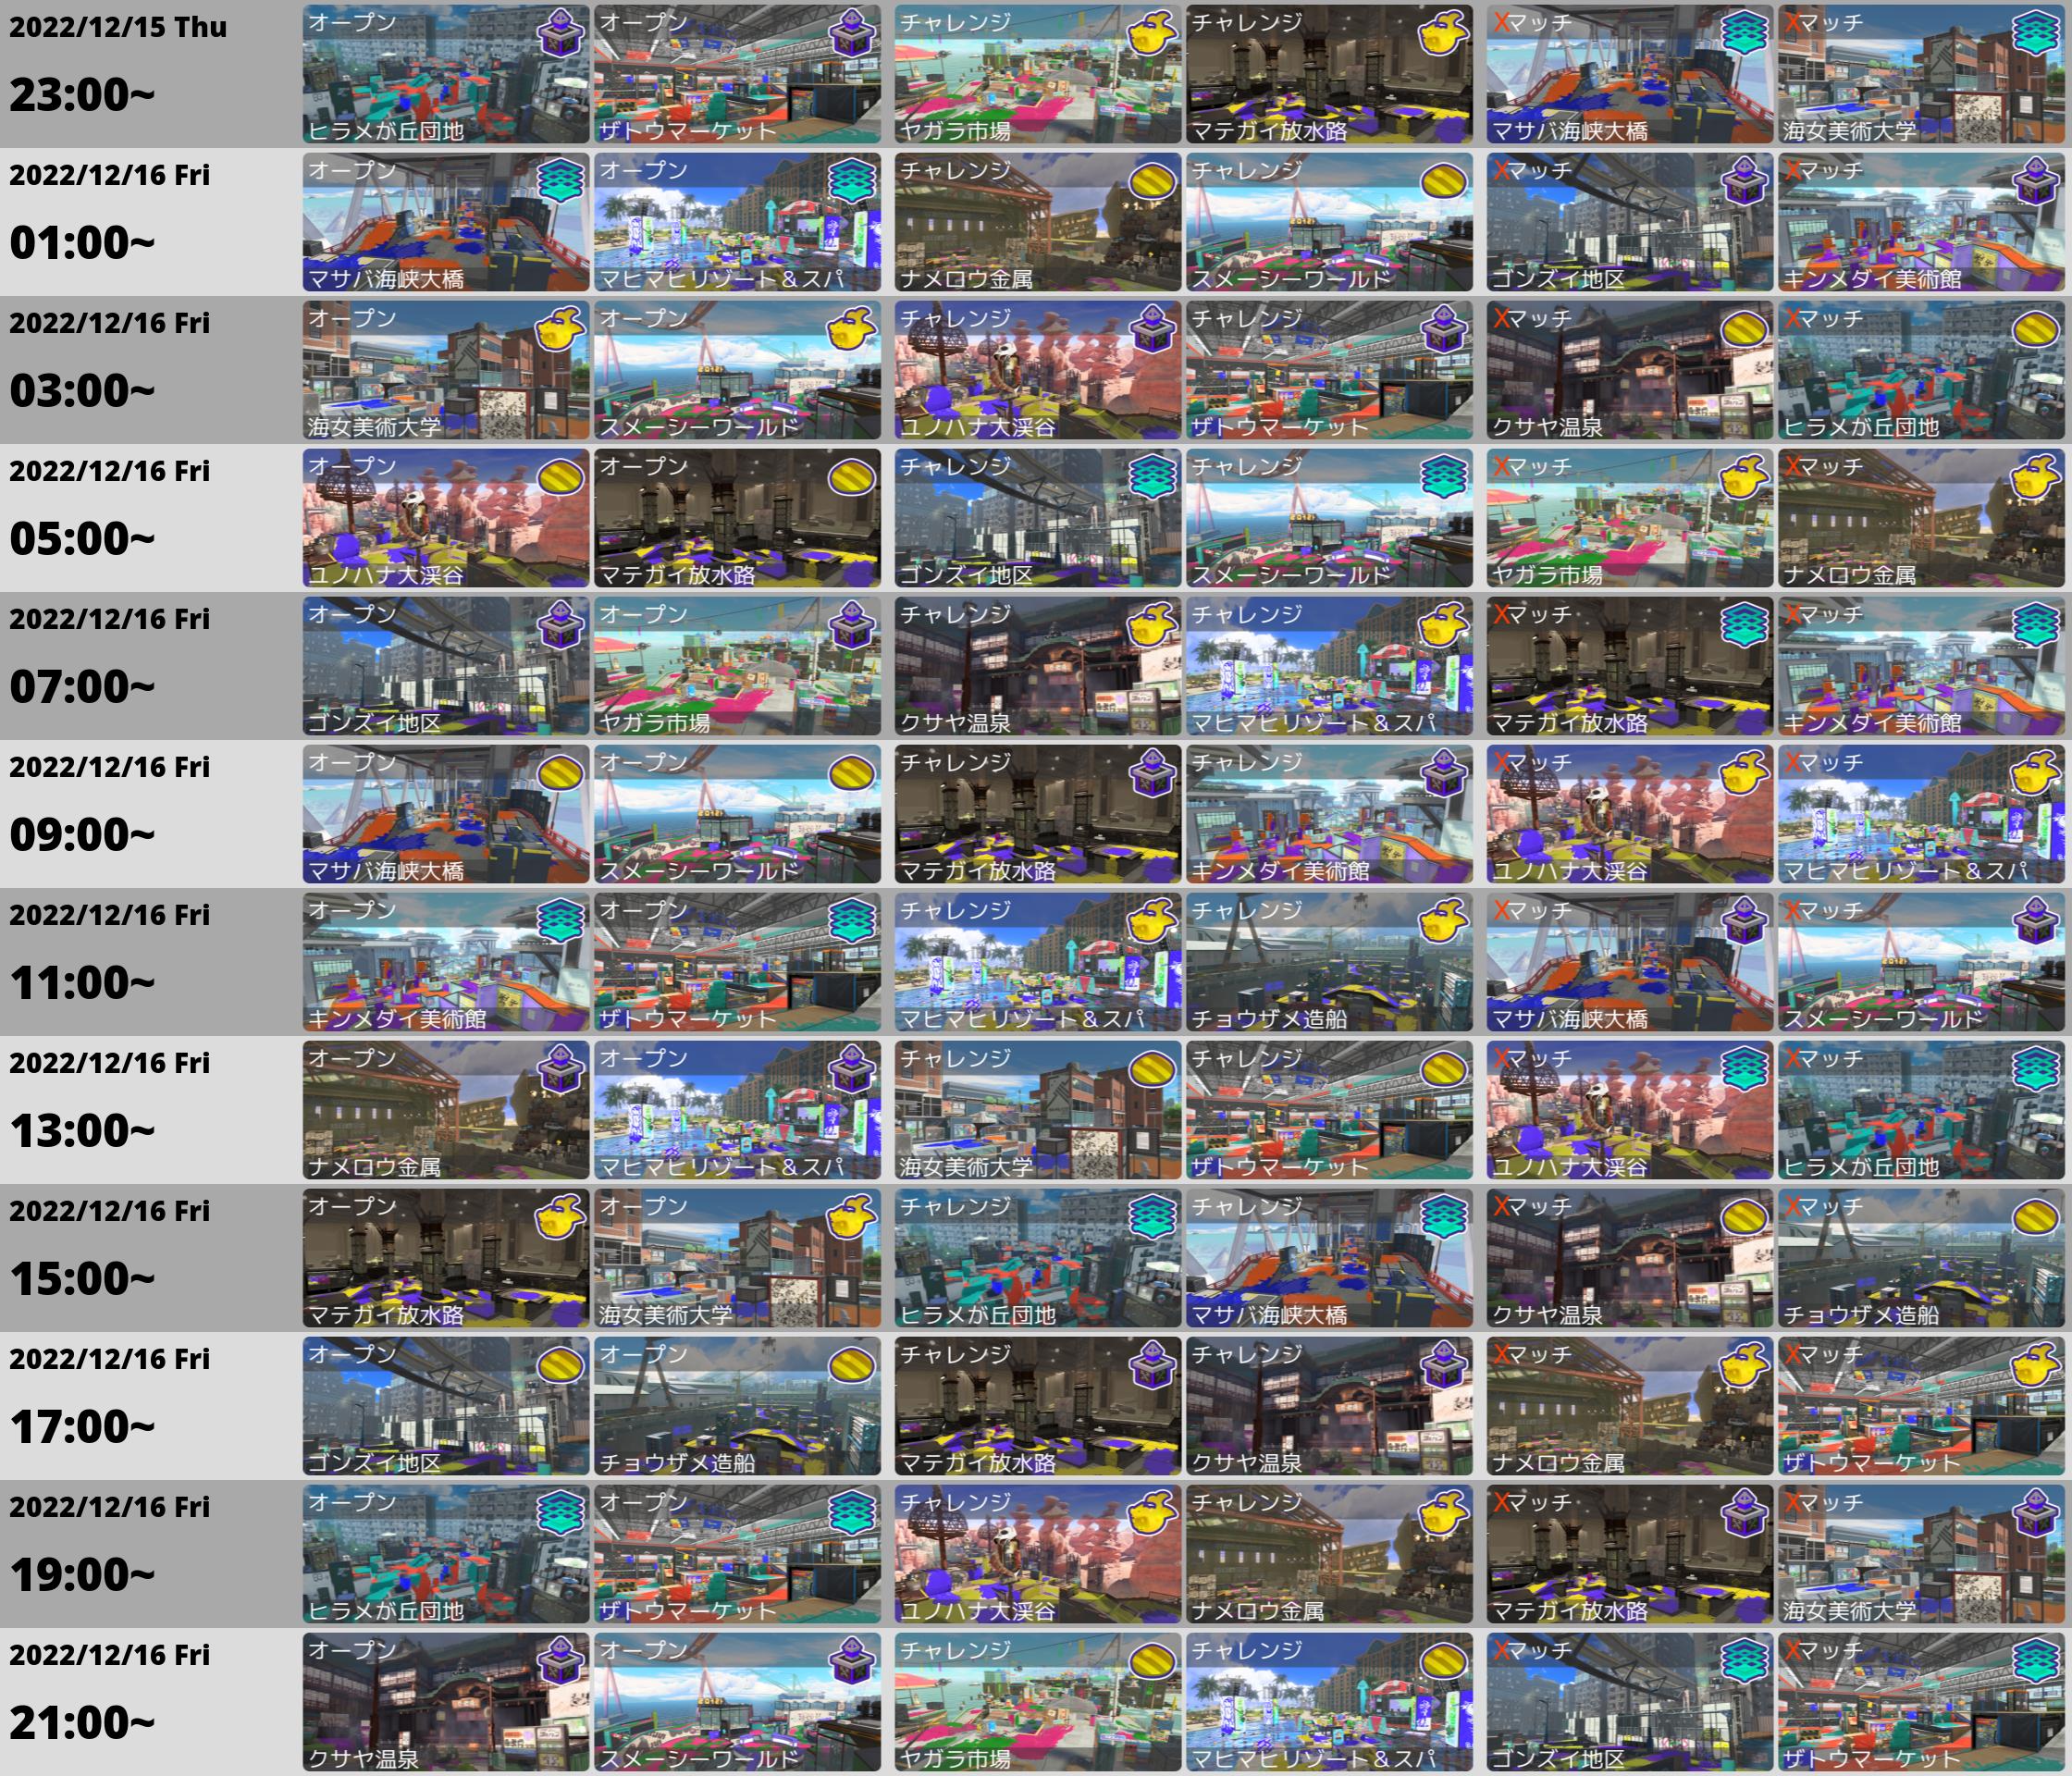 2022/12/15 Thu
23:00~
オープン
ヒラメが丘団地
オープン
ザトウマーケット
チャレンジ
ヤガラ市場
チャレンジ
マテガイ放水路
Xマッチ
マサバ海峡大橋
Xマッチ
海女美術大学
2022/12/16 Fri
01:00~
オープン
マサバ海峡大橋
オープン
マヒマヒリゾート&スパ
チャレンジ
ナメロウ金属
チャレンジ
スメーシーワールド
Xマッチ
ゴンズイ地区
Xマッチ
キンメダイ美術館
2022/12/16 Fri
03:00~
オープン
海女美術大学
オープン
スメーシーワールド
チャレンジ
ユノハナ大渓谷
チャレンジ
ザトウマーケット
Xマッチ
クサヤ温泉
Xマッチ
ヒラメが丘団地
2022/12/16 Fri
05:00~
オープン
ユノハナ大渓谷
オープン
マテガイ放水路
チャレンジ
ゴンズイ地区
チャレンジ
スメーシーワールド
Xマッチ
ヤガラ市場
Xマッチ
ナメロウ金属
2022/12/16 Fri
07:00~
オープン
ゴンズイ地区
オープン
ヤガラ市場
チャレンジ
クサヤ温泉
チャレンジ
マヒマヒリゾート&スパ
Xマッチ
マテガイ放水路
Xマッチ
キンメダイ美術館
2022/12/16 Fri
09:00~
オープン
マサバ海峡大橋
オープン
スメーシーワールド
チャレンジ
マテガイ放水路
チャレンジ
キンメダイ美術館
Xマッチ
ユノハナ大渓谷
Xマッチ
マヒマヒリゾート&スパ
2022/12/16 Fri
11:00~
オープン
キンメダイ美術館
オープン
ザトウマーケット
チャレンジ
マヒマヒリゾート&スパ
チャレンジ
チョウザメ造船
Xマッチ
マサバ海峡大橋
Xマッチ
スメーシーワールド
2022/12/16 Fri
13:00~
オープン
ナメロウ金属
オープン
マヒマヒリゾート&スパ
チャレンジ
海女美術大学
チャレンジ
ザトウマーケット
Xマッチ
ユノハナ大渓谷
Xマッチ
ヒラメが丘団地
2022/12/16 Fri
15:00~
オープン
マテガイ放水路
オープン
海女美術大学
チャレンジ
ヒラメが丘団地
チャレンジ
マサバ海峡大橋
Xマッチ
クサヤ温泉
Xマッチ
チョウザメ造船
2022/12/16 Fri
17:00~
オープン
ゴンズイ地区
オープン
チョウザメ造船
チャレンジ
マテガイ放水路
チャレンジ
クサヤ温泉
Xマッチ
ナメロウ金属
Xマッチ
ザトウマーケット
2022/12/16 Fri
19:00~
オープン
ヒラメが丘団地
オープン
ザトウマーケット
チャレンジ
ユノハナ大渓谷
チャレンジ
ナメロウ金属
Xマッチ
マテガイ放水路
Xマッチ
海女美術大学
2022/12/16 Fri
21:00~
オープン
クサヤ温泉
オープン
スメーシーワールド
チャレンジ
ヤガラ市場
チャレンジ
マヒマヒリゾート&スパ
Xマッチ
ゴンズイ地区
Xマッチ
ザトウマーケット